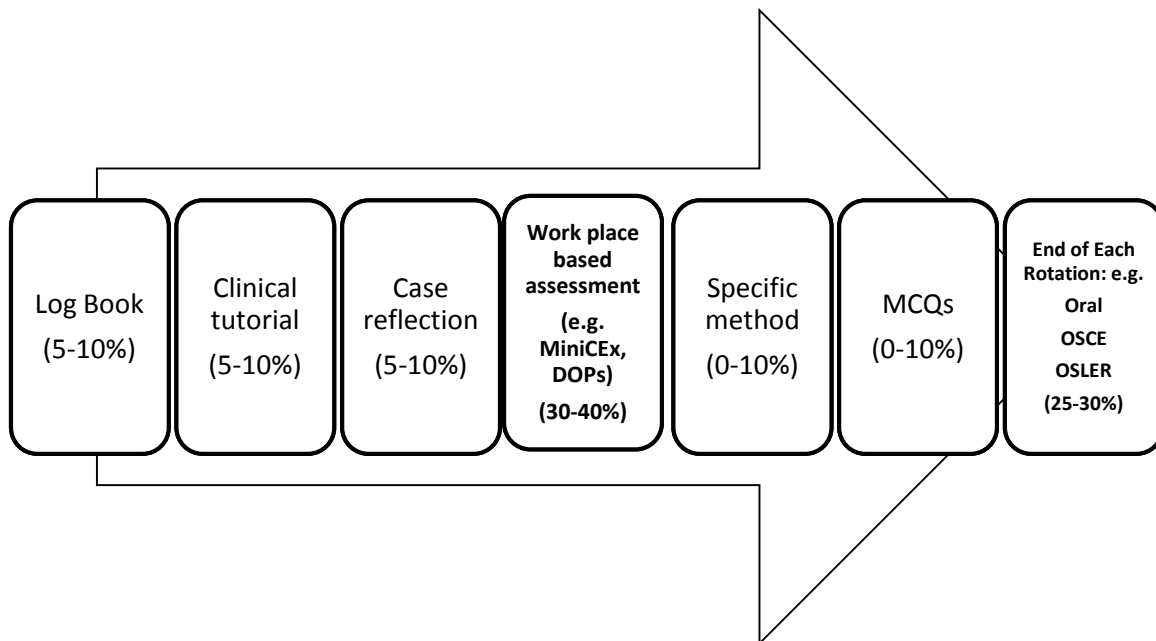 Log Book
(5-10%)
Clinical
tutorial
(5-10%)
Case
reflection
(5-10%)
Work place
based
assessment
(e.g.
MiniCEx,
DOPs)
(30-40%)
Specific
method
(0-10%)
MCQs
(0-10%)
End of Each
Rotation: e.g.
Oral
OSCE
OSLER
(25-30%)